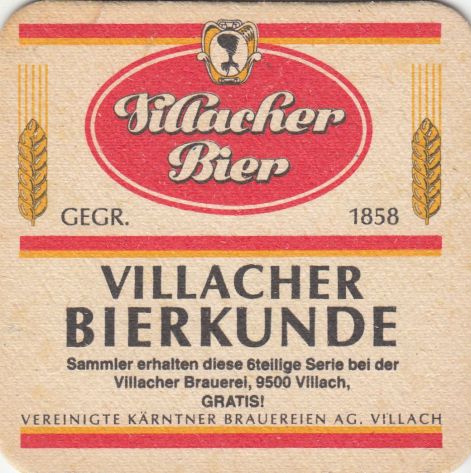 Villacher
Bier
GEGR. 1858
VILLACHER
BIERKUNDE
Sammler erhalten diese 6teilige Serie bei der
Villacher Brauerei, 9500 Villach,
GRATIS!
VEREINIGTE KÄRNTNER BRAUEREIEN AG. VILLACH